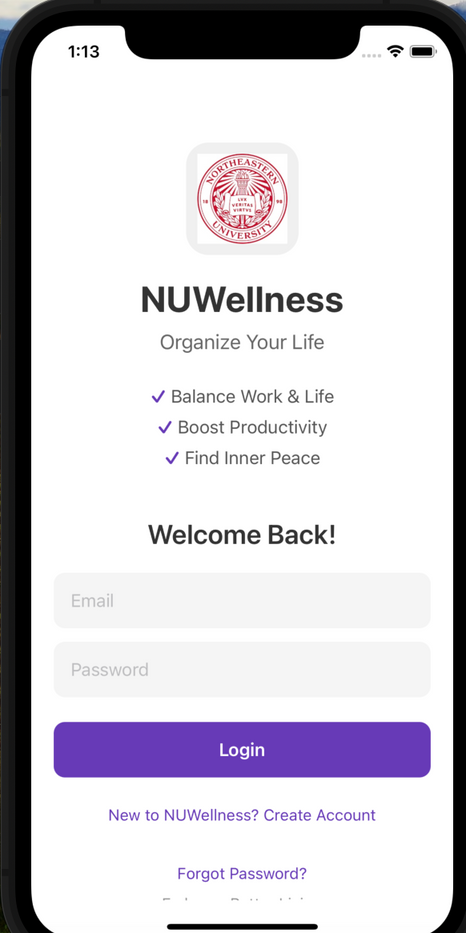 1:13
NORTHEASTERN
18 98
LUX
VERITAS
VIRTUS
UNIVERSITY
NUWellness
Organize Your Life
Balance Work & Life
Boost Productivity
Find Inner Peace
Welcome Back!
Email
Password
Login
New to NUWellness? Create Account
Forgot Password?